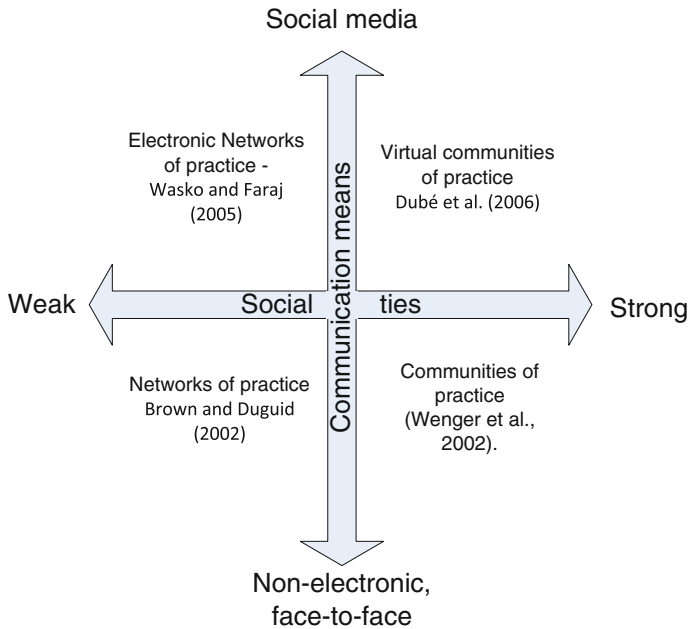 Social media
Electronic Networks
of practice -
Wasko and Faraj
(2005)
Virtual communities
of practice
Dubé et al. (2006)
Communication means
Weak
Social ties
Strong
Networks of practice
Brown and Duguid
(2002)
Communities of
practice
(Wenger et al.,
2002).
Non-electronic,
face-to-face